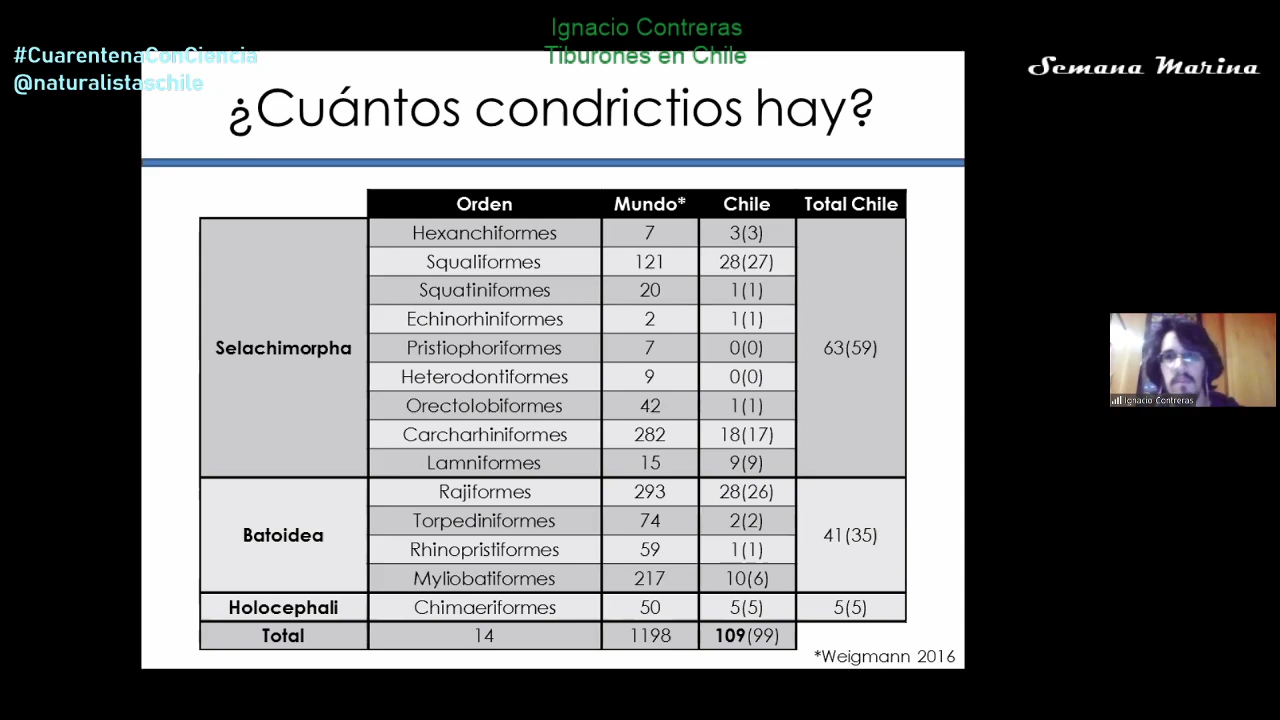 Ignacio Contreras
Tiburones en Chile
#CuarentenaConCiencia
@naturalistaschile
Semana Marina
¿Cuántos condrictios hay?
Orden Mundo* Chile Total Chile
Selachimorpha
Hexanchiformes 7 3(3)
Squaliformes 121 28(27)
Squatiniformes 20 1(1)
Echinorhiniformes 2 1(1)
Pristiophoriformes 7 0(0)
Heterodontiformes 9 0(0)
Orectolobiformes 42 1(1)
Carcharhiniformes 282 18(17)
Lamniformes 15 9(9)
63(59)
Batoidea
Rajiformes 293 28(26)
Torpediniformes 74 2(2)
Rhinopristiformes 59 1(1)
Myliobatiformes 217 10(6)
41(35)
Holocephali Chimaeriformes 50 5(5) 5(5)
Total 14 1198 109(99)
*Weigmann 2016
Ignacio Contreras